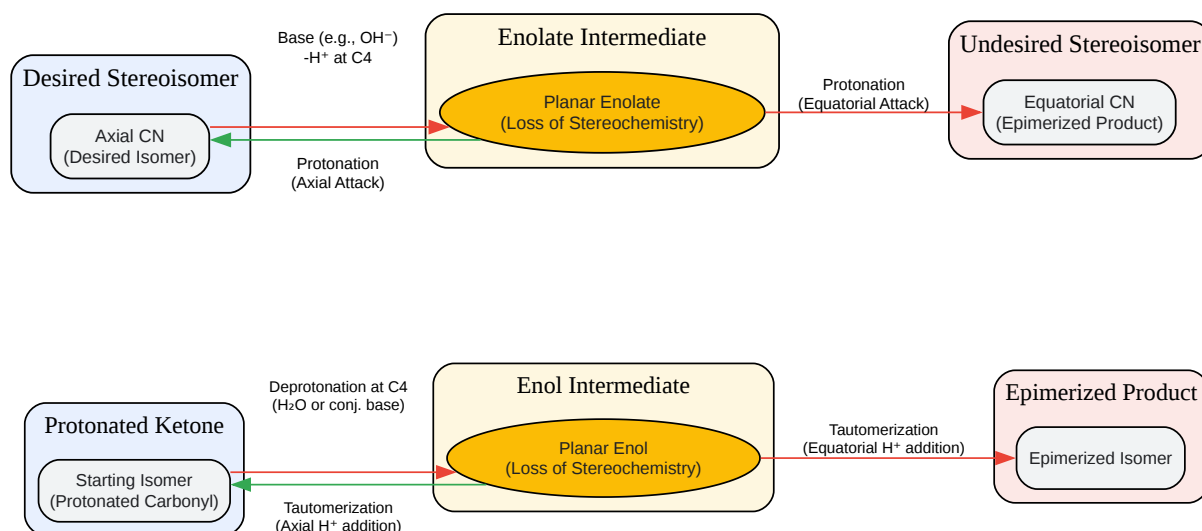 Desired Stereoisomer
Axial CN
(Desired Isomer)
Base (e.g., OH⁻)
-H⁺ at C4
Protonation
(Axial Attack)
Enolate Intermediate
Planar Enolate
(Loss of Stereochemistry)
Protonation
(Equatorial Attack)
Undesired Stereoisomer
Equatorial CN
(Epimerized Product)
Protonated Ketone
Starting Isomer
(Protonated Carbonyl)
Deprotonation at C4
(H₂O or conj. base)
Tautomerization
(Axial H⁺ addition)
Enol Intermediate
Planar Enol
(Loss of Stereochemistry)
Tautomerization
(Equatorial H⁺ addition)
Epimerized Product
Epimerized Isomer